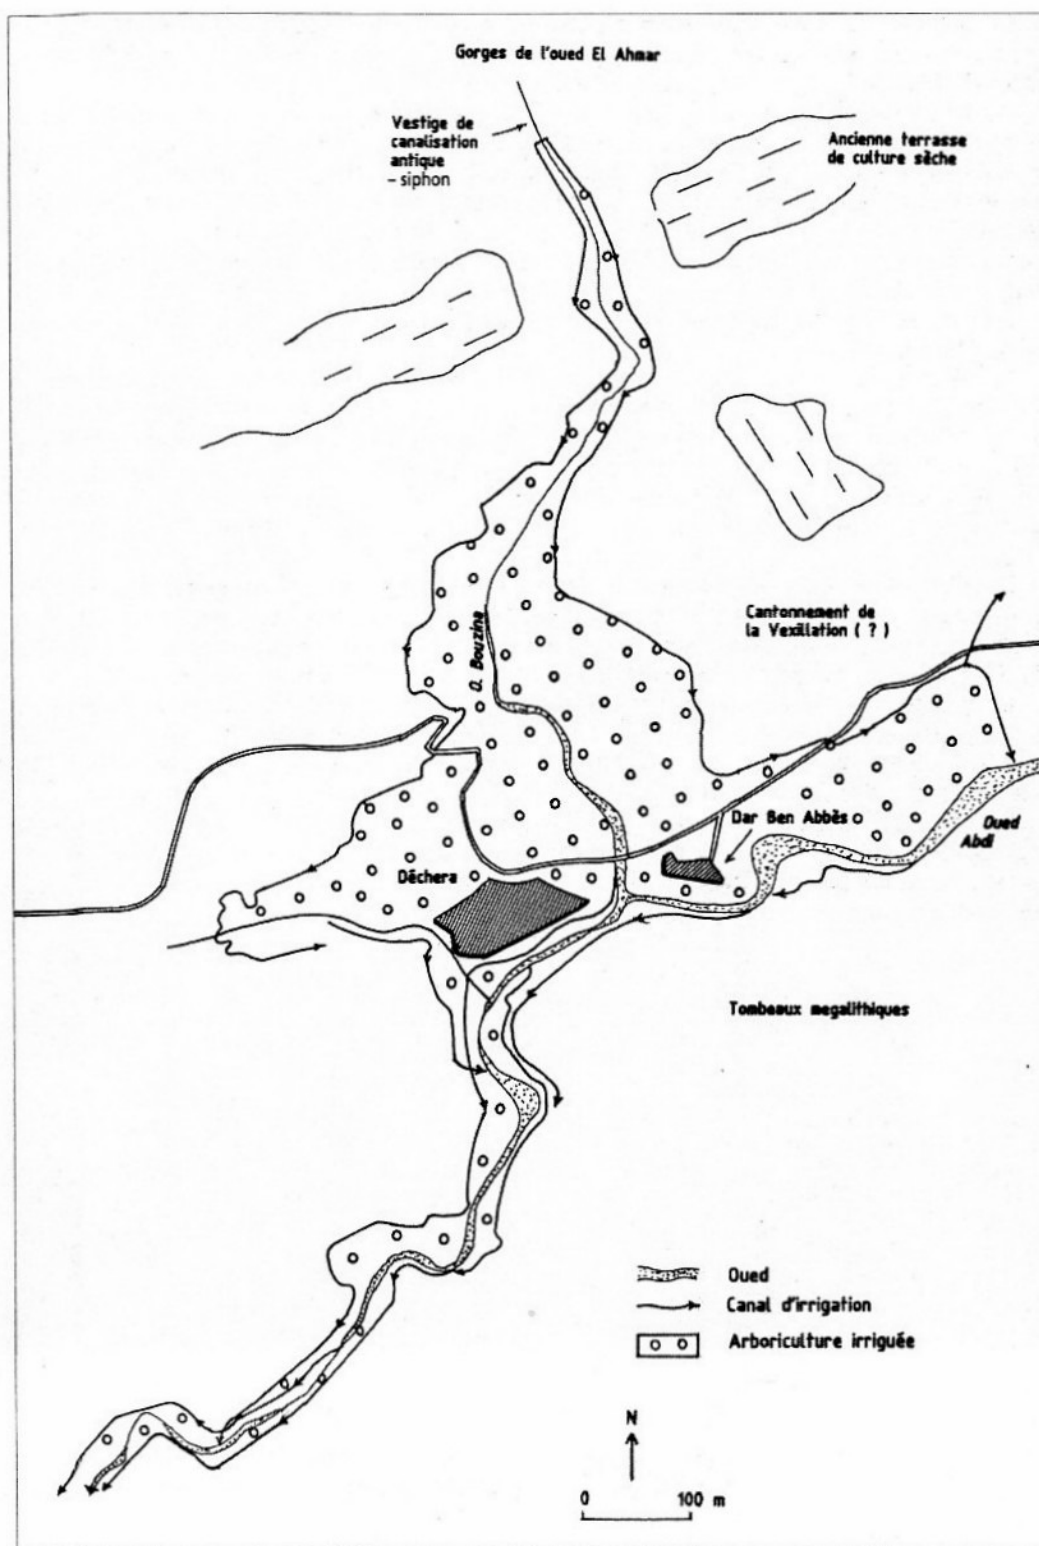 Gorges de l'oued El Ahmar
Vestige de
canalisation
antique
– siphon
Ancienne terrasse
de culture sèche
Cantonnement de
la Vexillation ( ? )
O. Bouzina
Dar Ben Abbès
Oued
Abdi
Dêchera
Tombeaux megalithiques
Oued
Canal d'irrigation
Arboriculture irriguée
N
0 100 m